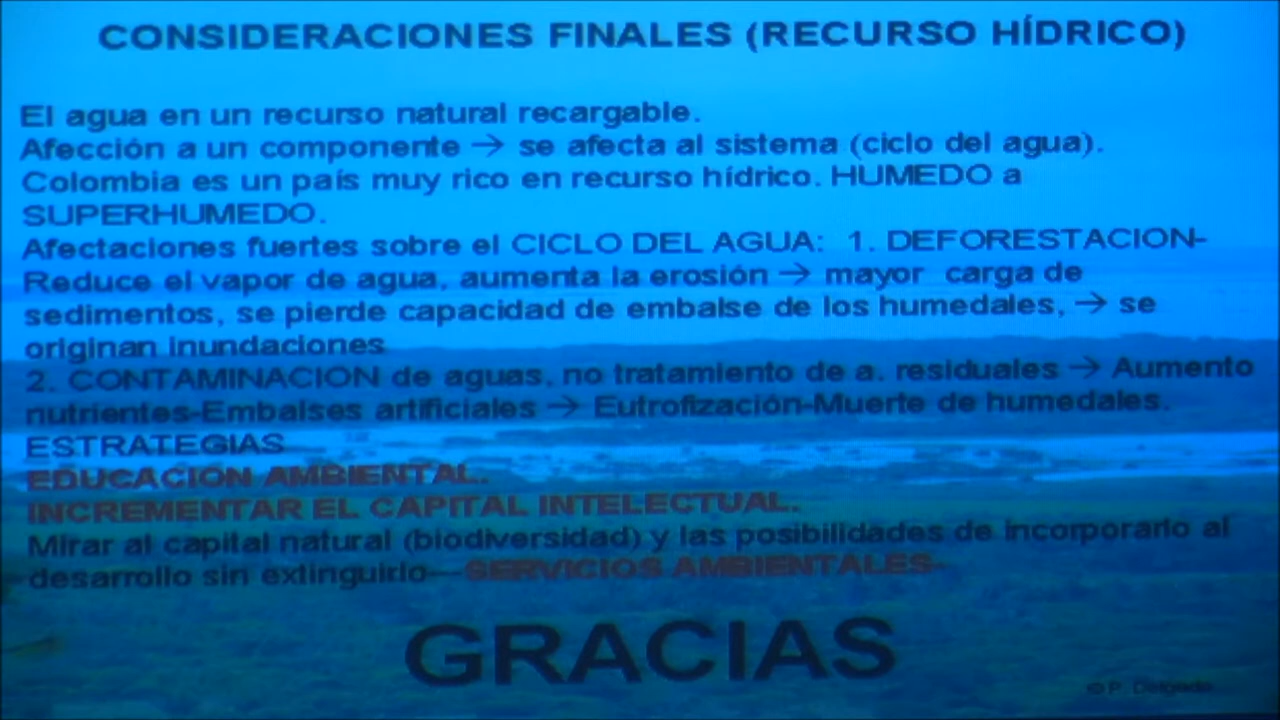 CONSIDERACIONES FINALES (RECURSO HÍDRICO)
El agua en un recurso natural recargable.
Afección a un componente → se afecta al sistema (ciclo del agua).
Colombia es un país muy rico en recurso hídrico. HUMEDO a
SUPERHUMEDO.
Afectaciones fuertes sobre el CICLO DEL AGUA: 1. DEFORESTACION-
Reduce el vapor de agua, aumenta la erosión → mayor carga de
sedimentos, se pierde capacidad de embalse de los humedales, → se
originan inundaciones
2. CONTAMINACION de aguas, no tratamiento de a. residuales → Aumento
nutrientes-Embalses artificiales → Eutrofización-Muerte de humedales.
ESTRATEGIAS
EDUCACION AMBIENTAL.
INCREMENTAR EL CAPITAL INTELECTUAL.
Mirar al capital natural (biodiversidad) y las posibilidades de incorporarlo al
desarrollo sin extinguirlo—SERVICIOS AMBIENTALES-
GRACIAS
© P. Delgado